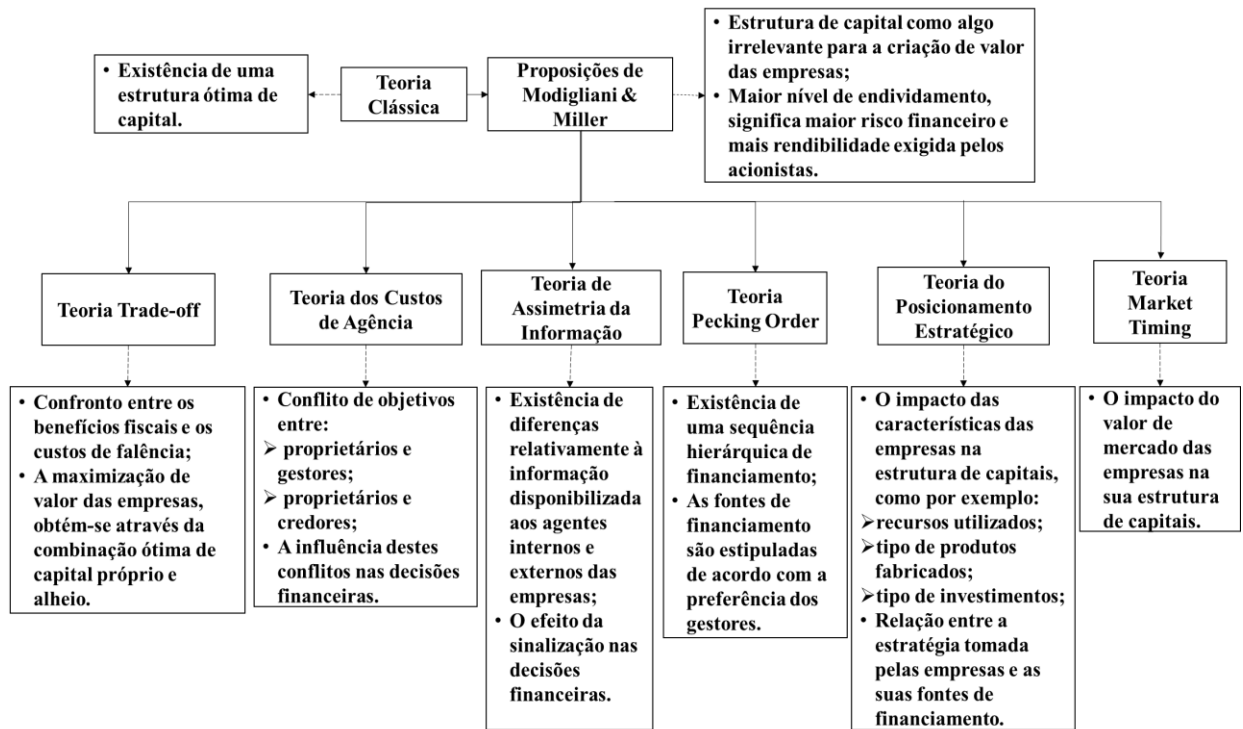 • Existência de uma
estrutura ótima de
capital.
Teoria
Clássica
Proposições de
Modigliani &
Miller
• Estrutura de capital como algo
irrelevante para a criação de valor
das empresas;
• Maior nível de endividamento,
significa maior risco financeiro e
mais rendibilidade exigida pelos
acionistas.
Teoria Trade-off
Teoria dos Custos
de Agência
Teoria de
Assimetria da
Informação
Teoria
Pecking Order
Teoria do
Posicionamento
Estratégico
Teoria
Market
Timing
• Confronto entre os
benefícios fiscais e os
custos de falência;
• A maximização de
valor das empresas,
obtém-se através da
combinação ótima de
capital próprio e
alheio.
• Conflito de objetivos
entre:
➢ proprietários e
gestores;
➢ proprietários e
credores;
• A influência destes
conflitos nas decisões
financeiras.
• Existência de
diferenças
relativamente à
informação
disponibilizada
aos agentes
internos e
externos das
empresas;
• O efeito da
sinalização nas
decisões
financeiras.
• Existência de
uma sequência
hierárquica de
financiamento;
• As fontes de
financiamento
são estipuladas
de acordo com a
preferência dos
gestores.
• O impacto das
características das
empresas na
estrutura de capitais,
como por exemplo:
➢recursos utilizados;
➢tipo de produtos
fabricados;
➢tipo de investimentos;
• Relação entre a
estratégia tomada
pelas empresas e as
suas fontes de
financiamento.
• O impacto do
valor de
mercado das
empresas na
sua estrutura
de capitais.